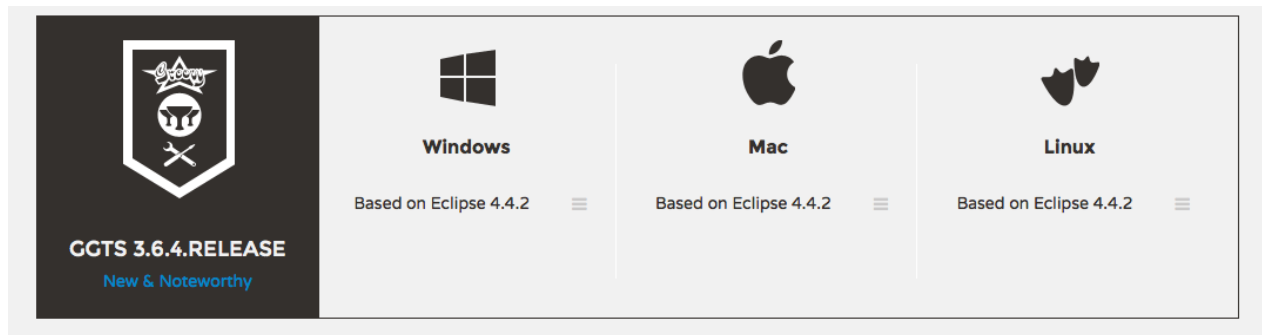 Groovy
GGTS 3.6.4.RELEASE
New & Noteworthy
Windows
Based on Eclipse 4.4.2
Mac
Based on Eclipse 4.4.2
Linux
Based on Eclipse 4.4.2